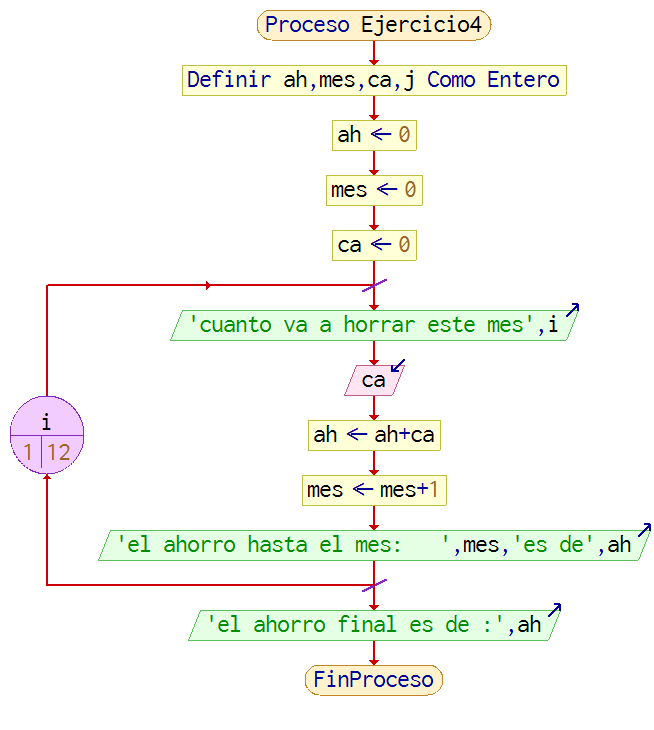 Proceso Ejercicio4
Definir ah,mes,ca,j Como Entero
ah ← 0
mes ← 0
ca ← 0
'cuanto va a horrar este mes',i
ca
i
1 12
ah ← ah+ca
mes ← mes+1
'el ahorro hasta el mes:   ',mes,'es de',ah
'el ahorro final es de :',ah
FinProceso